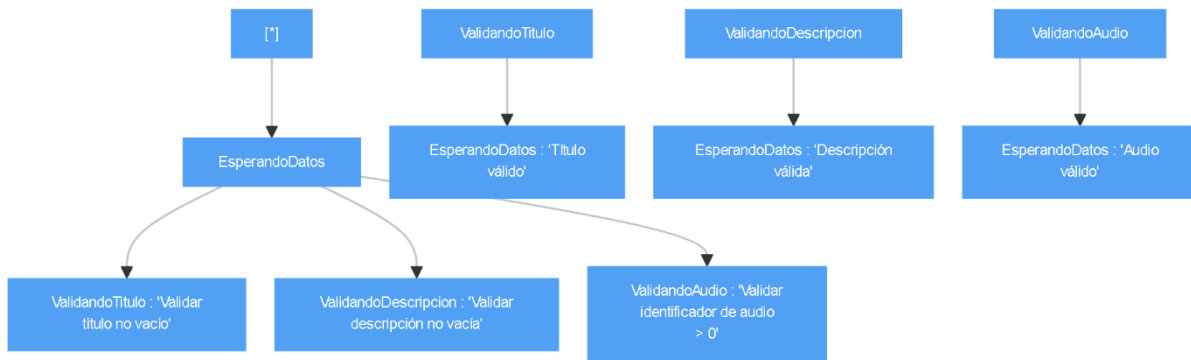 [*]
ValidandoTitulo
ValidandoDescripcion
ValidandoAudio
EsperandoDatos
EsperandoDatos : 'Título
válido'
EsperandoDatos : 'Descripción
válida'
EsperandoDatos : 'Audio
válido'
ValidandoTitulo : 'Validar
título no vacío'
ValidandoDescripcion : 'Validar
descripción no vacía'
ValidandoAudio : 'Validar
identificador de audio
> 0'